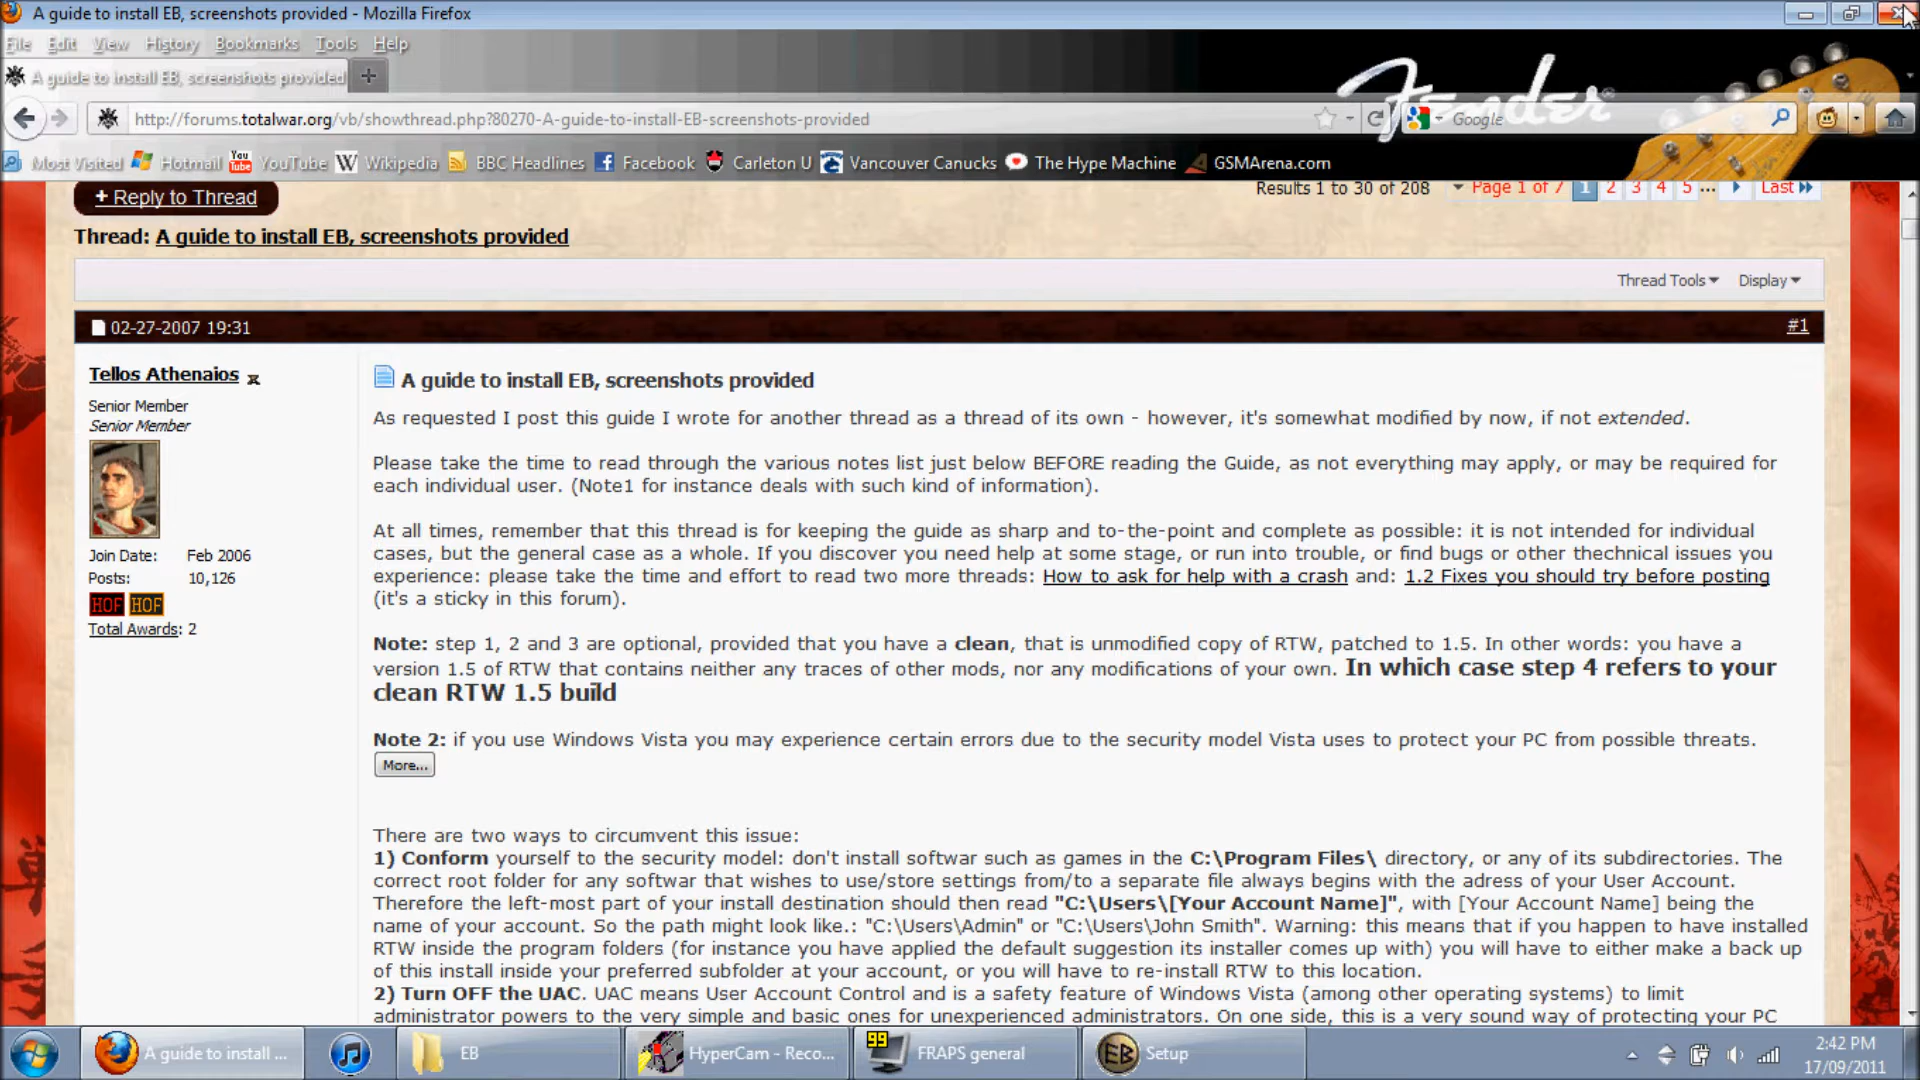 A guide to install EB, screenshots provided - Mozilla Firefox
File Edit View History Bookmarks Tools Help
A guide to install EB, screenshots provided +
Fender
http://forums.totalwar.org/vb/showthread.php?80270-A-guide-to-install-EB-screenshots-provided Google
Most Visited Hotmail YouTube Wikipedia BBC Headlines Facebook Carleton U Vancouver Canucks The Hype Machine GSMArena.com
+ Reply to Thread
Results 1 to 30 of 208 Page 1 of 7 1 2 3 4 5 ... Last
Thread: A guide to install EB, screenshots provided
Thread Tools Display
02-27-2007 19:31 #1
Tellos Athenaios
Senior Member
Senior Member
Join Date: Feb 2006
Posts: 10,126
HOF HOF
Total Awards: 2
A guide to install EB, screenshots provided
As requested I post this guide I wrote for another thread as a thread of its own - however, it's somewhat modified by now, if not extended.
Please take the time to read through the various notes list just below BEFORE reading the Guide, as not everything may apply, or may be required for
each individual user. (Note1 for instance deals with such kind of information).
At all times, remember that this thread is for keeping the guide as sharp and to-the-point and complete as possible: it is not intended for individual
cases, but the general case as a whole. If you discover you need help at some stage, or run into trouble, or find bugs or other thechnical issues you
experience: please take the time and effort to read two more threads: How to ask for help with a crash and: 1.2 Fixes you should try before posting
(it's a sticky in this forum).
Note: step 1, 2 and 3 are optional, provided that you have a clean, that is unmodified copy of RTW, patched to 1.5. In other words: you have a
version 1.5 of RTW that contains neither any traces of other mods, nor any modifications of your own. In which case step 4 refers to your
clean RTW 1.5 build
Note 2: if you use Windows Vista you may experience certain errors due to the security model Vista uses to protect your PC from possible threats.
More...
There are two ways to circumvent this issue:
1) Conform yourself to the security model: don't install softwar such as games in the C:\Program Files\ directory, or any of its subdirectories. The
correct root folder for any softwar that wishes to use/store settings from/to a separate file always begins with the adress of your User Account.
Therefore the left-most part of your install destination should then read "C:\Users\[Your Account Name]", with [Your Account Name] being the
name of your account. So the path might look like.: "C:\Users\Admin" or "C:\Users\John Smith". Warning: this means that if you happen to have installed
RTW inside the program folders (for instance you have applied the default suggestion its installer comes up with) you will have to either make a back up
of this install inside your preferred subfolder at your account, or you will have to re-install RTW to this location.
2) Turn OFF the UAC. UAC means User Account Control and is a safety feature of Windows Vista (among other operating systems) to limit
administrator powers to the very simple and basic ones for unexperienced administrators. On one side, this is a very sound way of protecting your PC
A guide to install ... EB HyperCam - Reco... 99 FRAPS general EB Setup
2:42 PM
17/09/2011